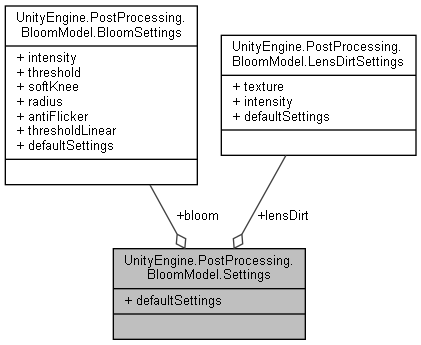 UnityEngine.PostProcessing.
BloomModel.BloomSettings
+ intensity
+ threshold
+ softKnee
+ radius
+ antiFlicker
+ thresholdLinear
+ defaultSettings
UnityEngine.PostProcessing.
BloomModel.LensDirtSettings
+ texture
+ intensity
+ defaultSettings
+bloom
+lensDirt
UnityEngine.PostProcessing.
BloomModel.Settings
+ defaultSettings